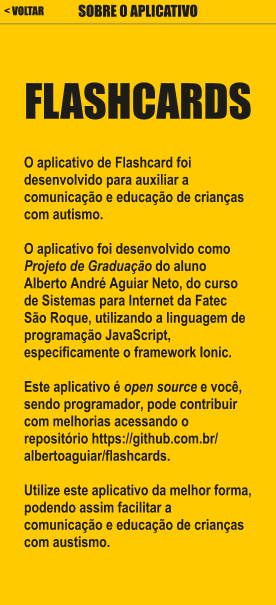 < VOLTAR SOBRE O APLICATIVO
FLASHCARDS
O aplicativo de Flashcard foi
desenvolvido para auxiliar a
comunicação e educação de crianças
com autismo.
O aplicativo foi desenvolvido como
Projeto de Graduação do aluno
Alberto André Aguiar Neto, do curso
de Sistemas para Internet da Fatec
São Roque, utilizando a linguagem de
programação JavaScript,
especificamente o framework Ionic.
Este aplicativo é open source e você,
sendo programador, pode contribuir
com melhorias acessando o
repositório https://github.com.br/
albertoaguiar/flashcards.
Utilize este aplicativo da melhor forma,
podendo assim facilitar a
comunicação e educação de crianças
com austismo.